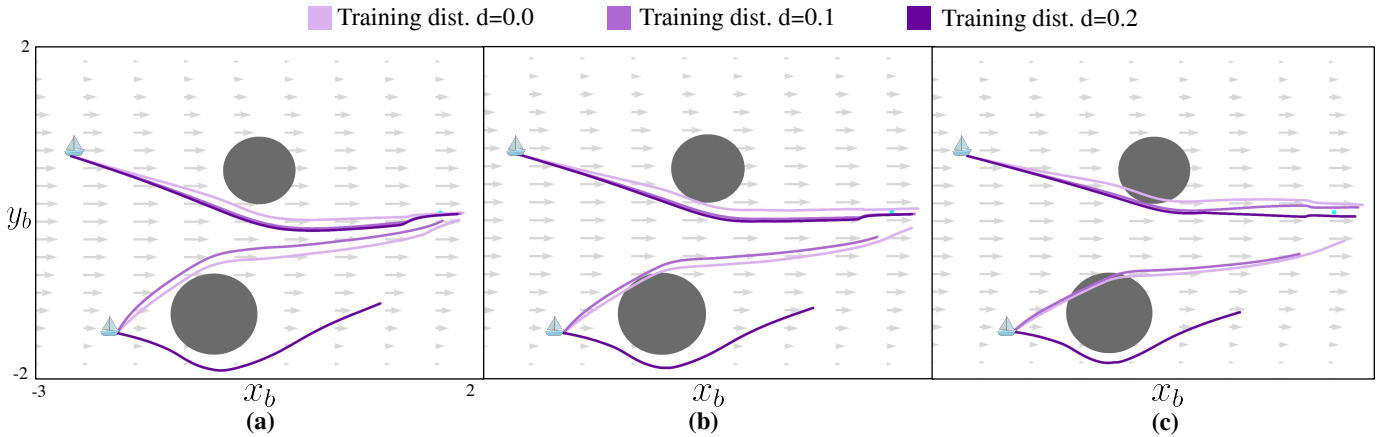 Training dist. d=0.0 Training dist. d=0.1 Training dist. d=0.2
2
y_b
-2
-3 x_b 2 x_b x_b
(a) (b) (c)